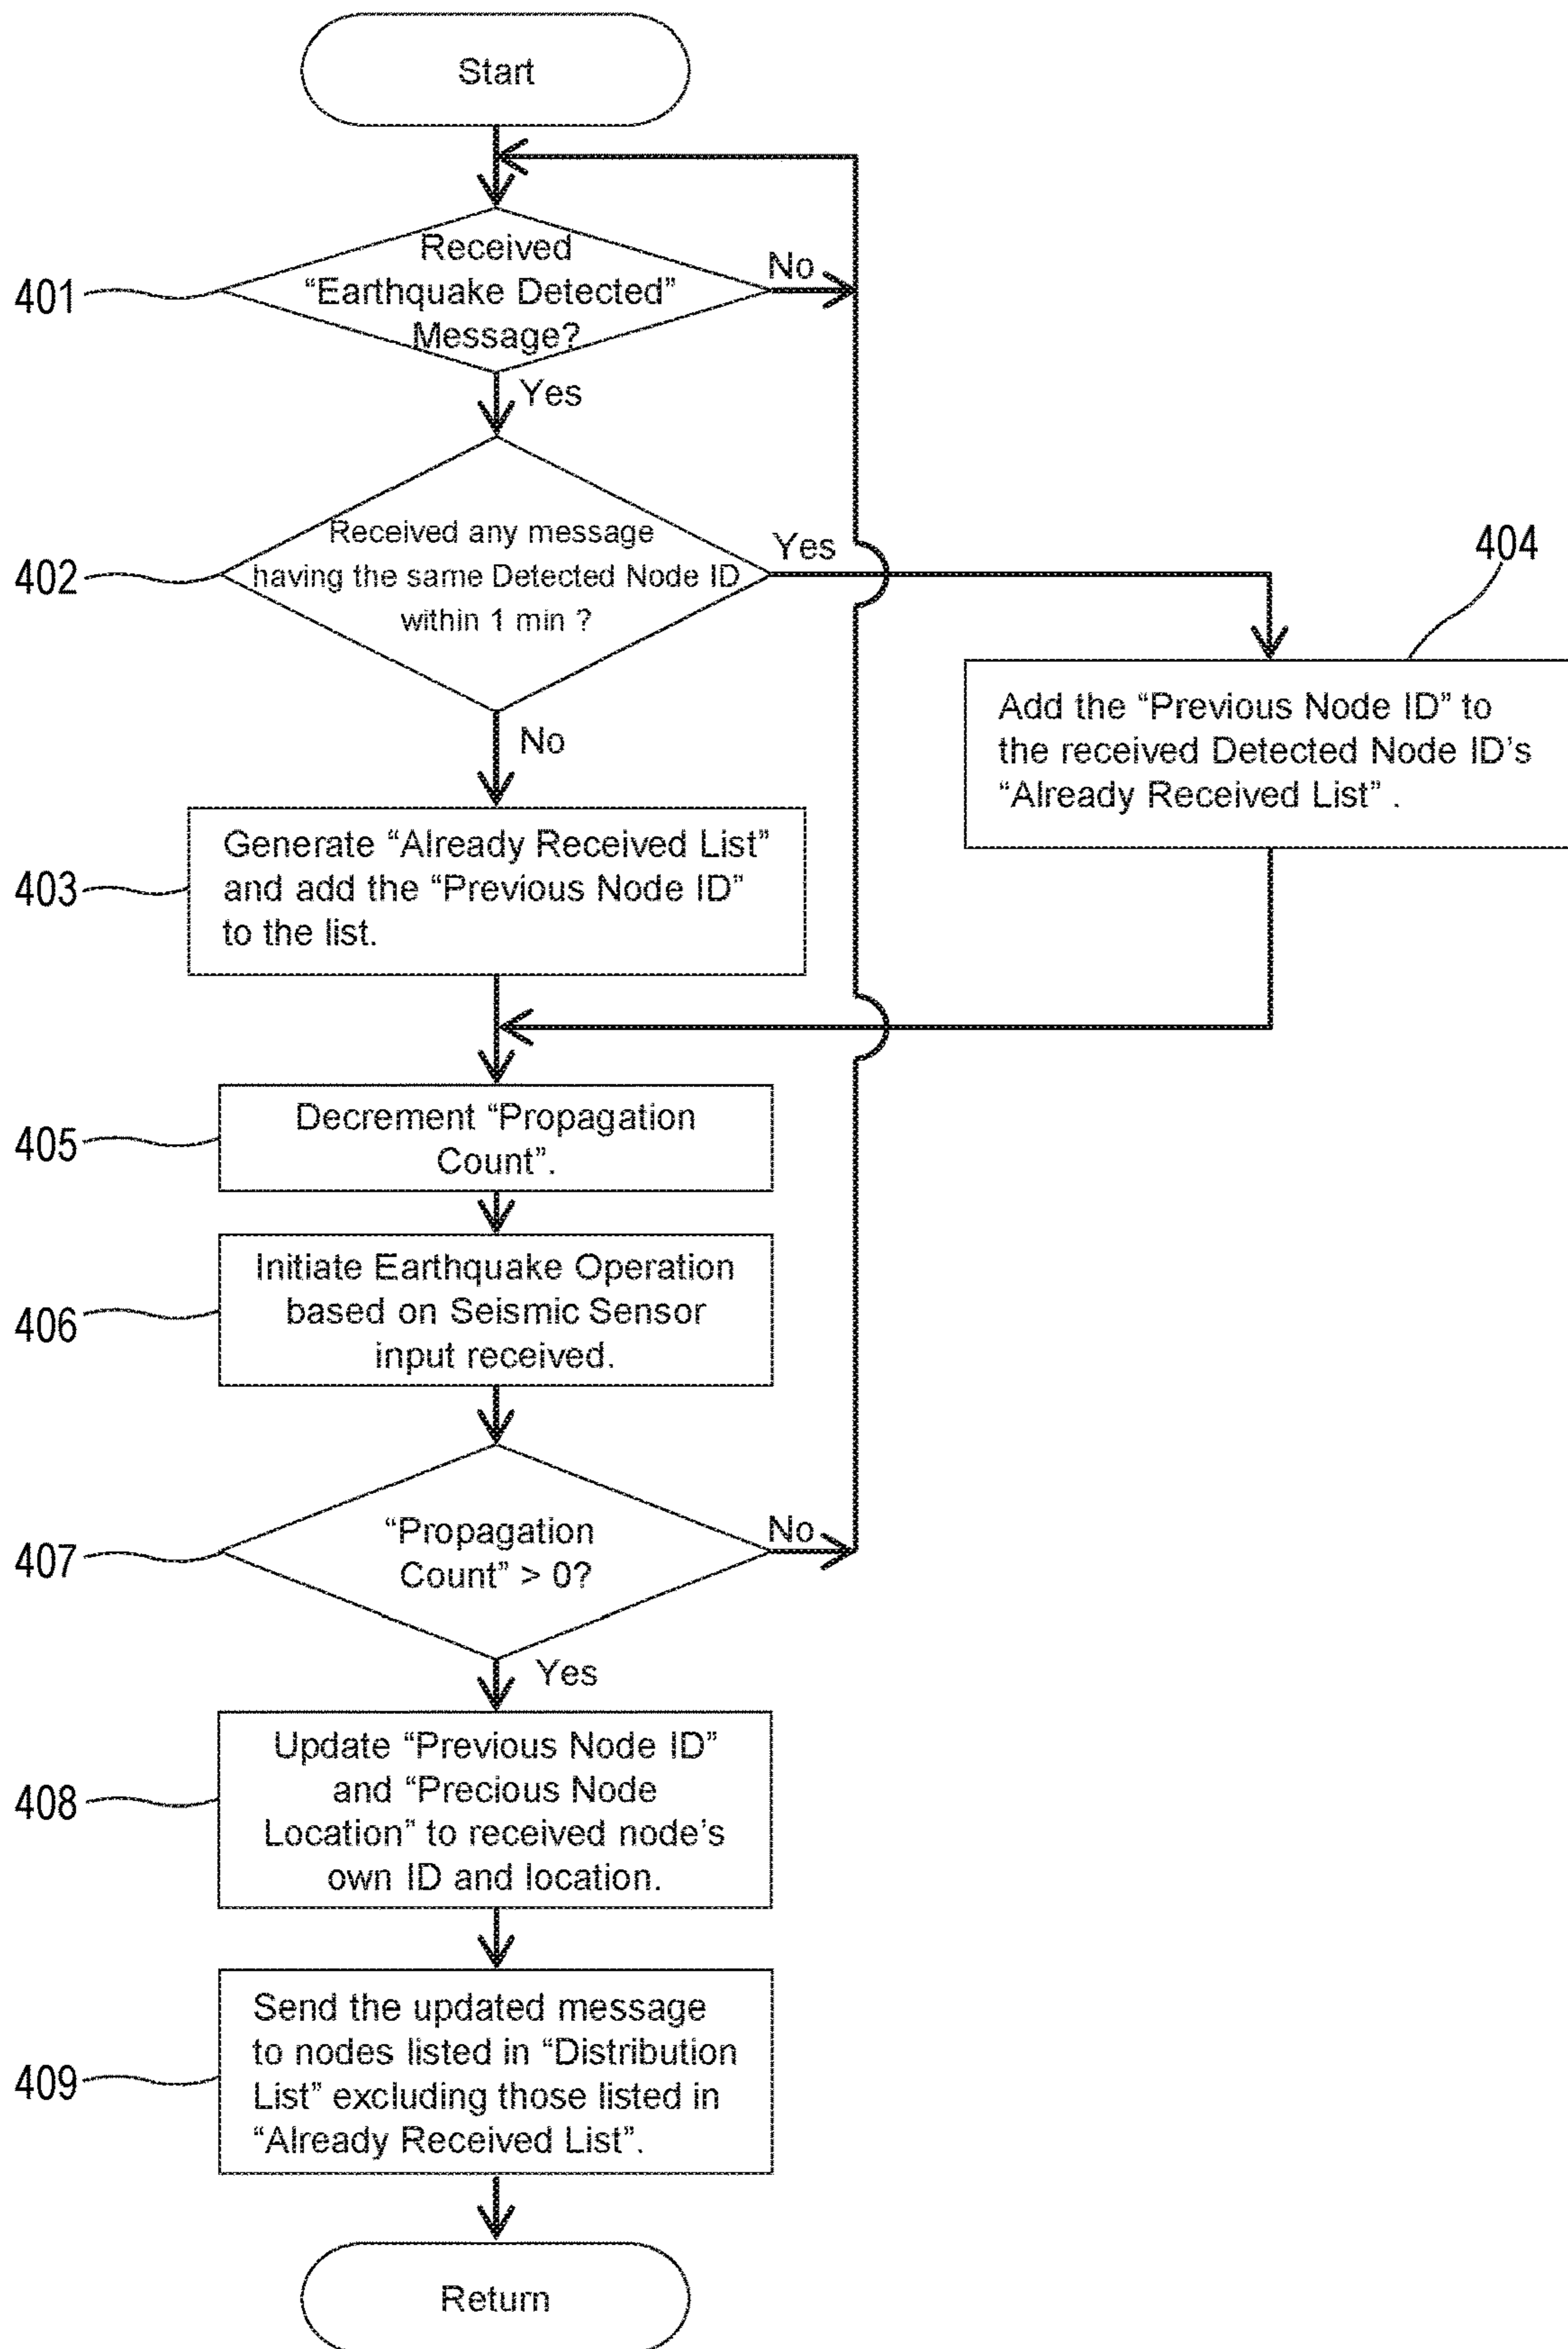 Start
Received
“Earthquake Detected”
Message?
No
401
Yes
Received any message
having the same Detected Node ID
within 1 min ?
Yes
402
404
No
Add the “Previous Node ID” to
the received Detected Node ID’s
“Already Received List” .
Generate “Already Received List”
and add the “Previous Node ID”
to the list.
403
Decrement “Propagation
Count”.
405
Initiate Earthquake Operation
based on Seismic Sensor
input received.
406
“Propagation
Count” > 0?
No
407
Yes
Update “Previous Node ID”
and “Precious Node
Location” to received node’s
own ID and location.
408
Send the updated message
to nodes listed in “Distribution
List” excluding those listed in
“Already Received List”.
409
Return